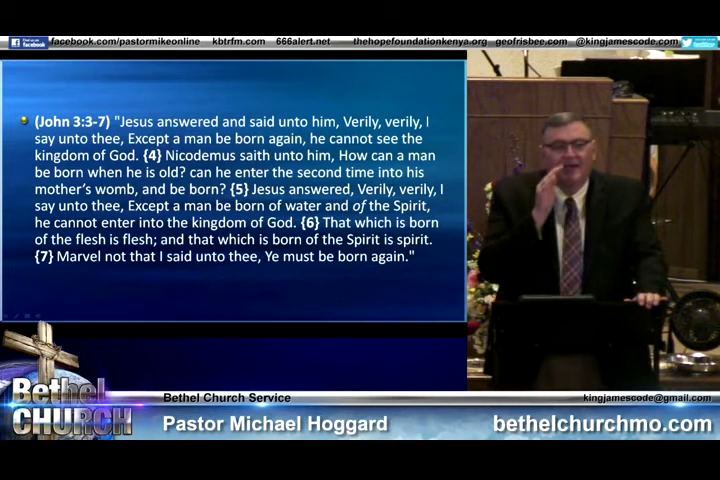 Find us on facebook
facebook.com/pastormikeonline kbtrfm.com 666alert.net thehopefoundationkenya.org geofrisbee.com @kingjamescode.com
(John 3:3-7) "Jesus answered and said unto him, Verily, verily, I
say unto thee, Except a man be born again, he cannot see the
kingdom of God. {4} Nicodemus saith unto him, How can a man
be born when he is old? can he enter the second time into his
mother's womb, and be born? {5} Jesus answered, Verily, verily, I
say unto thee, Except a man be born of water and of the Spirit,
he cannot enter into the kingdom of God. {6} That which is born
of the flesh is flesh; and that which is born of the Spirit is spirit.
{7} Marvel not that I said unto thee, Ye must be born again."
Bethel
CHURCH
Bethel Church Service kingjamescode@gmail.com
Pastor Michael Hoggard bethelchurchmo.com